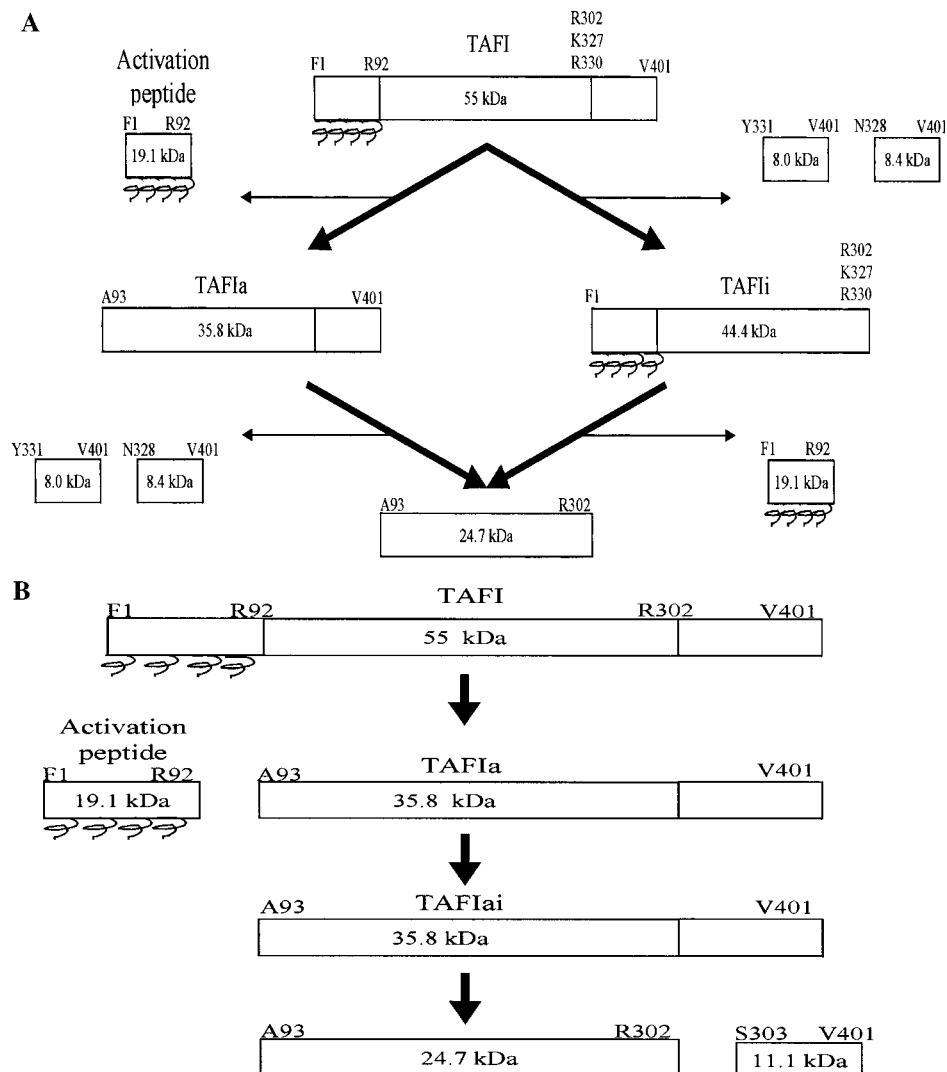 A
TAFI
R302
K327
R330
F1 R92 V401
55 kDa
Activation
peptide
F1 R92
19.1 kDa
Y331 V401 N328 V401
8.0 kDa 8.4 kDa
TAFIa
A93 V401
35.8 kDa
TAFIi
R302
K327
R330
F1
44.4 kDa
Y331 V401 N328 V401
8.0 kDa 8.4 kDa
F1 R92
19.1 kDa
A93 R302
24.7 kDa
B
TAFI
F1 R92 R302 V401
55 kDa
Activation
peptide
F1 R92
19.1 kDa
TAFIa
A93 V401
35.8 kDa
TAFIai
A93 V401
35.8 kDa
A93 R302 S303 V401
24.7 kDa 11.1 kDa